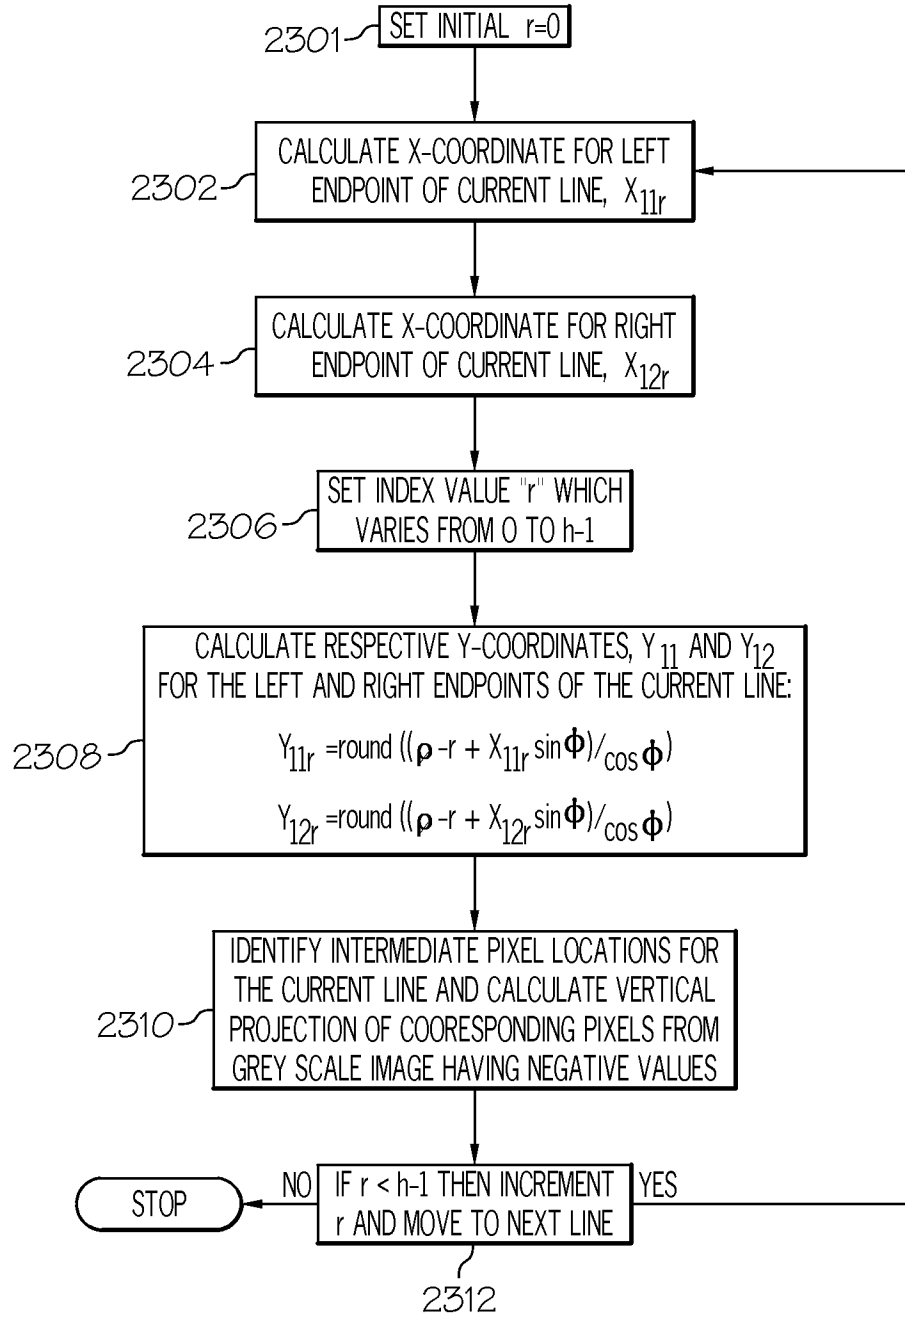 2301
SET INITIAL r=0
2302
CALCULATE X-COORDINATE FOR LEFT
ENDPOINT OF CURRENT LINE, X11r
2304
CALCULATE X-COORDINATE FOR RIGHT
ENDPOINT OF CURRENT LINE, X12r
2306
SET INDEX VALUE "r" WHICH
VARIES FROM 0 TO h-1
2308
CALCULATE RESPECTIVE Y-COORDINATES, Y11 AND Y12
FOR THE LEFT AND RIGHT ENDPOINTS OF THE CURRENT LINE:
Y11r =round ((ρ-r + X11r sin ϕ)/cos ϕ)
Y12r =round ((ρ-r + X12r sin ϕ)/cos ϕ)
2310
IDENTIFY INTERMEDIATE PIXEL LOCATIONS FOR
THE CURRENT LINE AND CALCULATE VERTICAL
PROJECTION OF COORESPONDING PIXELS FROM
GREY SCALE IMAGE HAVING NEGATIVE VALUES
STOP
NO
IF r < h-1 THEN INCREMENT
r AND MOVE TO NEXT LINE
YES
2312